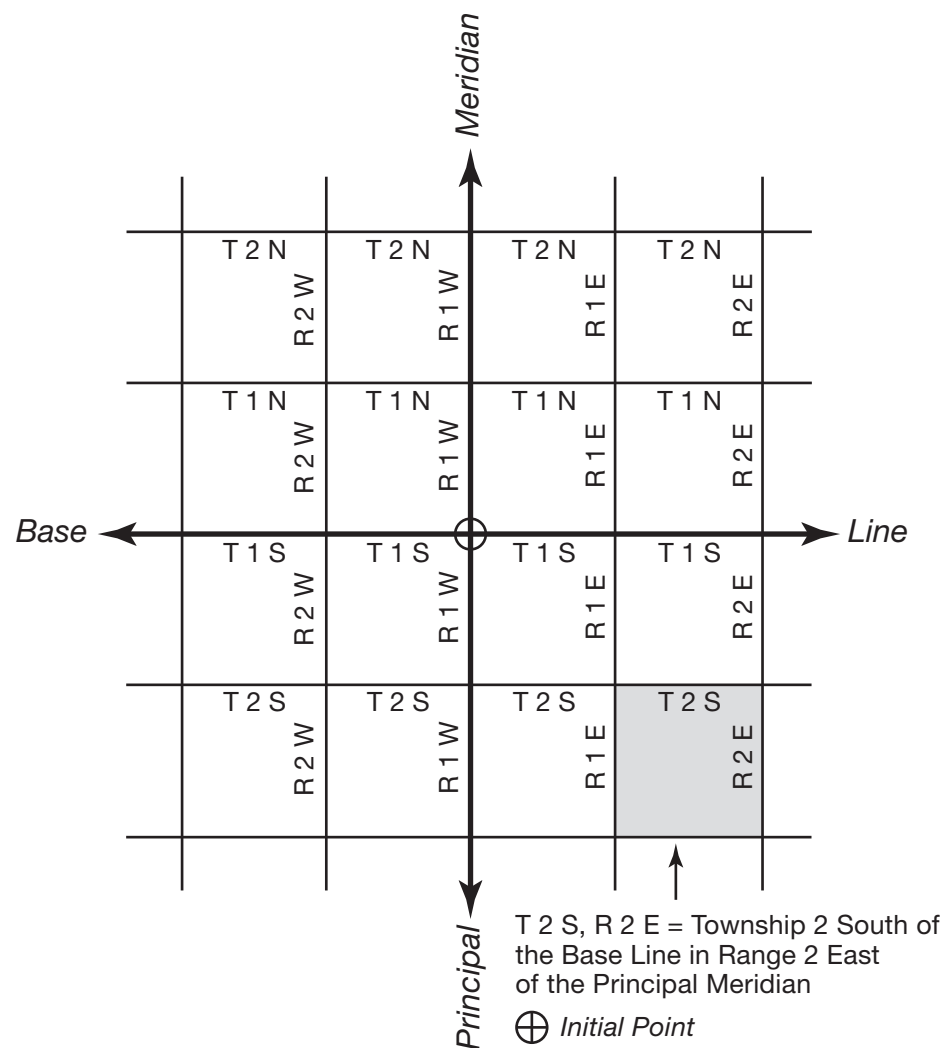 Meridian
T 2 N T 2 N T 2 N T 2 N
R 2 W R 1 W R 1 E R 2 E
T 1 N T 1 N T 1 N T 1 N
R 2 W R 1 W R 1 E R 2 E
Base Line
T 1 S T 1 S T 1 S T 1 S
R 2 W R 1 W R 1 E R 2 E
T 2 S T 2 S T 2 S T 2 S
R 2 W R 1 W R 1 E R 2 E
Principal
T 2 S, R 2 E = Township 2 South of
the Base Line in Range 2 East
of the Principal Meridian
Initial Point